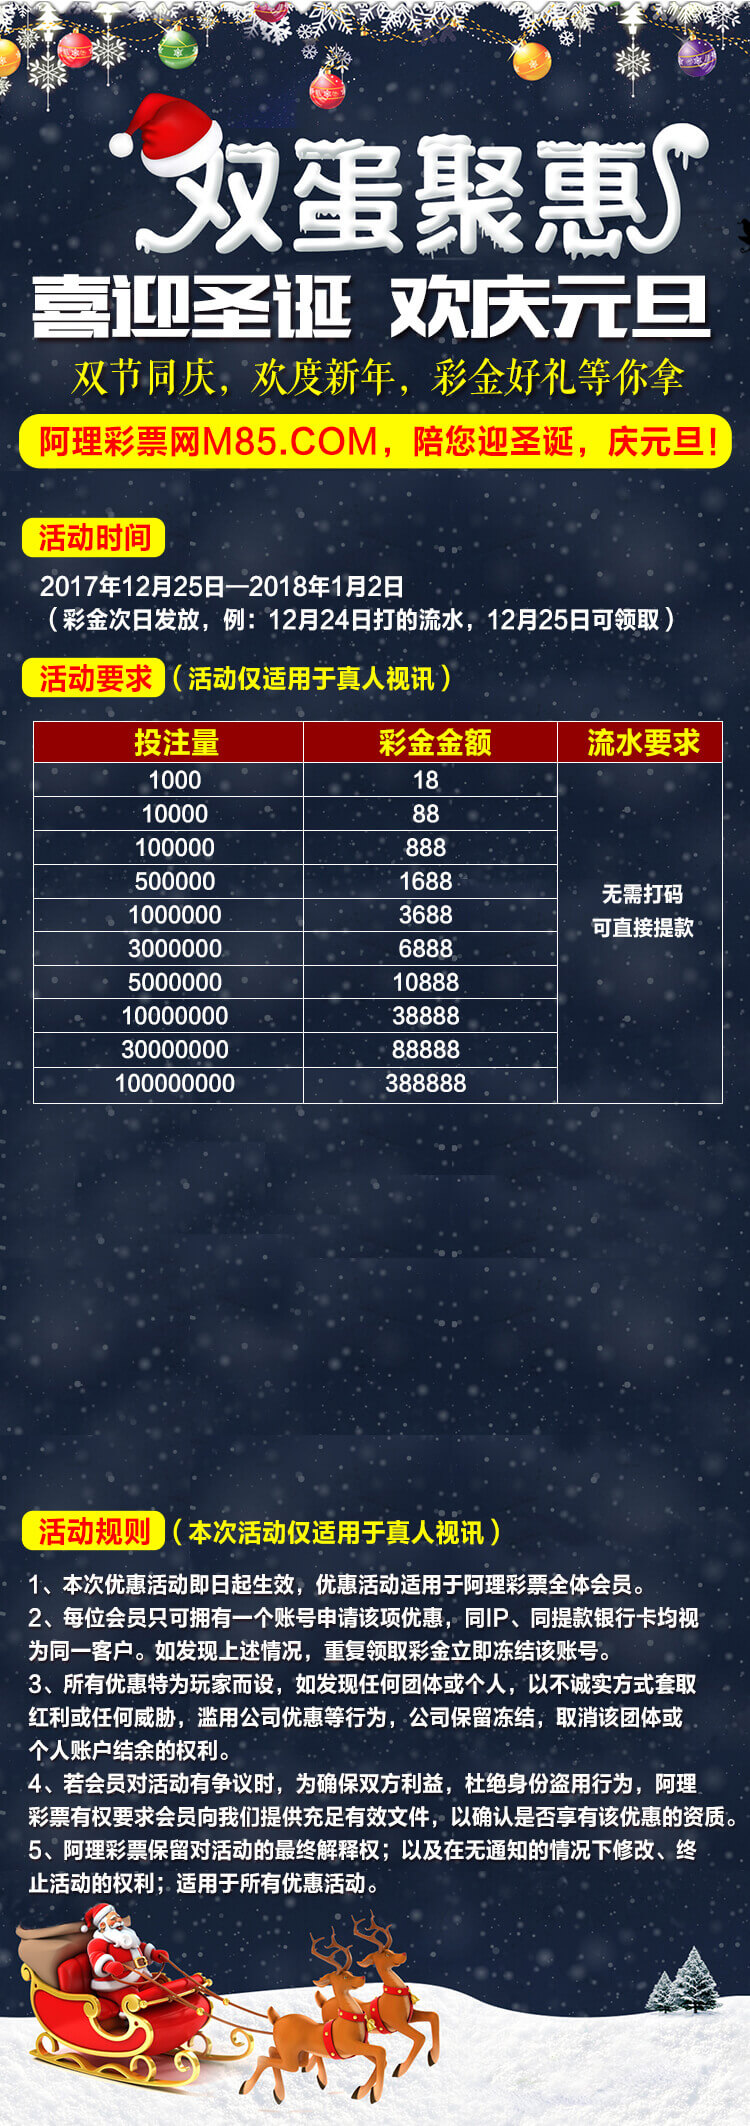 双蛋聚惠
喜迎圣诞 欢庆元旦
双节同庆，欢度新年，彩金好礼等你拿
阿理彩票网M85.COM，陪您迎圣诞，庆元旦！
活动时间
2017年12月25日—2018年1月2日
（彩金次日发放，例：12月24日打的流水，12月25日可领取）
活动要求（活动仅适用于真人视讯）
投注量 彩金金额 流水要求
1000 18
10000 88
100000 888
500000 1688
无需打码
1000000 3688
可直接提款
3000000 6888
5000000 10888
10000000 38888
30000000 88888
100000000 388888
活动规则（本次活动仅适用于真人视讯）
1、本次优惠活动即日起生效，优惠活动适用于阿理彩票全体会员。
2、每位会员只可拥有一个账号申请该项优惠，同IP、同提款银行卡均视
为同一客户。如发现上述情况，重复领取彩金立即冻结该账号。
3、所有优惠特为玩家而设，如发现任何团体或个人，以不诚实方式套取
红利或任何威胁，滥用公司优惠等行为，公司保留冻结，取消该团体或
个人账户结余的权利。
4、若会员对活动有争议时，为确保双方利益，杜绝身份盗用行为，阿理
彩票有权要求会员向我们提供充足有效文件，以确认是否享有该优惠的资质。
5、阿理彩票保留对活动的最终解释权；以及在无通知的情况下修改、终
止活动的权利；适用于所有优惠活动。